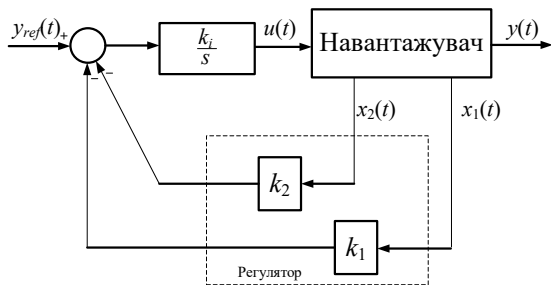 y_ref(t)
+
k_i
s
u(t)
Навантажувач
y(t)
–
–
x_2(t)
x_1(t)
k_2
k_1
Регулятор